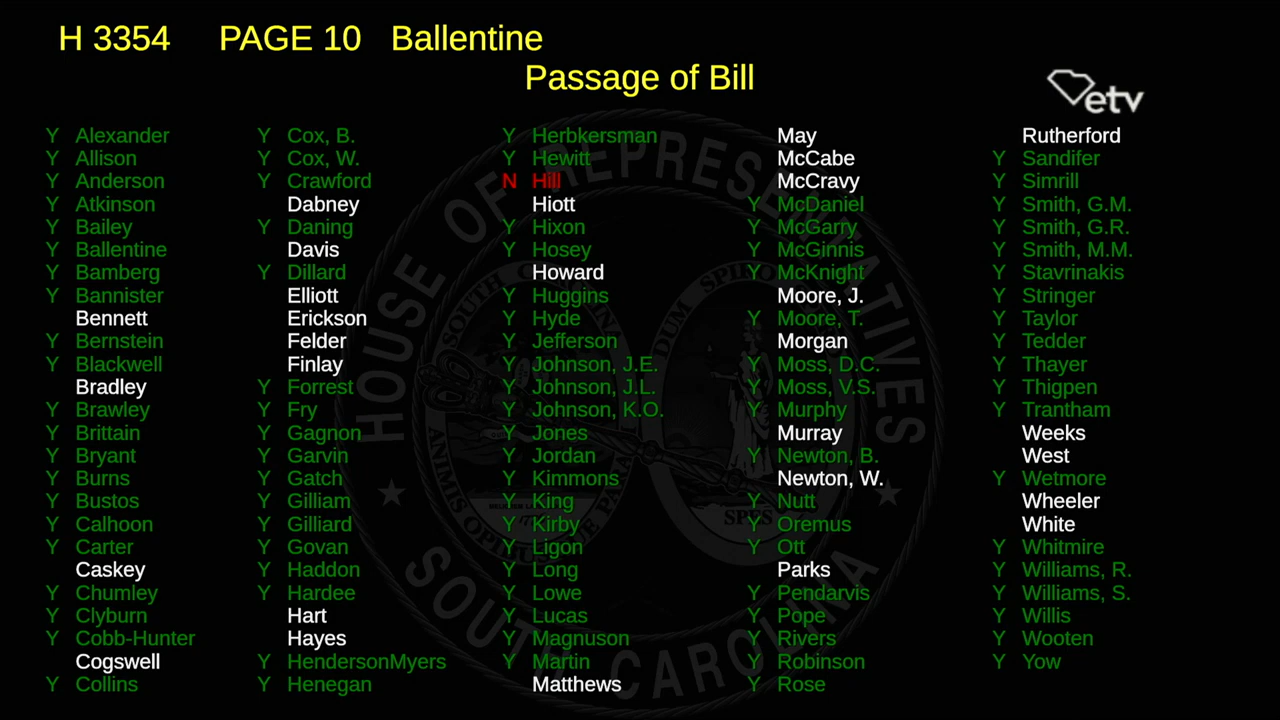 H 3354 PAGE 10 Ballentine
Passage of Bill
etv
Y Alexander
Y Allison
Y Anderson
Y Atkinson
Y Bailey
Y Ballentine
Y Bamberg
Y Bannister
Bennett
Y Bernstein
Y Blackwell
Bradley
Y Brawley
Y Brittain
Y Bryant
Y Burns
Y Bustos
Y Calhoon
Y Carter
Caskey
Y Chumley
Y Clyburn
Y Cobb-Hunter
Cogswell
Y Collins
Y Cox, B.
Y Cox, W.
Y Crawford
Dabney
Y Daning
Davis
Y Dillard
Elliott
Erickson
Felder
Finlay
Y Forrest
Y Fry
Y Gagnon
Y Garvin
Y Gatch
Y Gilliam
Y Gilliard
Y Govan
Y Haddon
Y Hardee
Hart
Hayes
Y HendersonMyers
Y Henegan
Y Herbkersman
Y Hewitt
N Hill
Hiott
Y Hixon
Y Hosey
Howard
Y Huggins
Y Hyde
Y Jefferson
Y Johnson, J.E.
Y Johnson, J.L.
Y Johnson, K.O.
Y Jones
Y Jordan
Y Kimmons
Y King
Y Kirby
Y Ligon
Y Long
Y Lowe
Y Lucas
Y Magnuson
Y Martin
Matthews
May
McCabe
McCravy
Y McDaniel
Y McGarry
Y McGinnis
Y McKnight
Moore, J.
Y Moore, T.
Morgan
Y Moss, D.C.
Y Moss, V.S.
Y Murphy
Murray
Y Newton, B.
Newton, W.
Y Nutt
Y Oremus
Y Ott
Parks
Y Pendarvis
Y Pope
Y Rivers
Y Robinson
Y Rose
Rutherford
Y Sandifer
Y Simrill
Y Smith, G.M.
Y Smith, G.R.
Y Smith, M.M.
Y Stavrinakis
Y Stringer
Y Taylor
Y Tedder
Y Thayer
Y Thigpen
Y Trantham
Weeks
West
Y Wetmore
Wheeler
White
Y Whitmire
Y Williams, R.
Y Williams, S.
Y Willis
Y Wooten
Y Yow
HOUSE OF REPRESENTATIVES
SOUTH CAROLINA